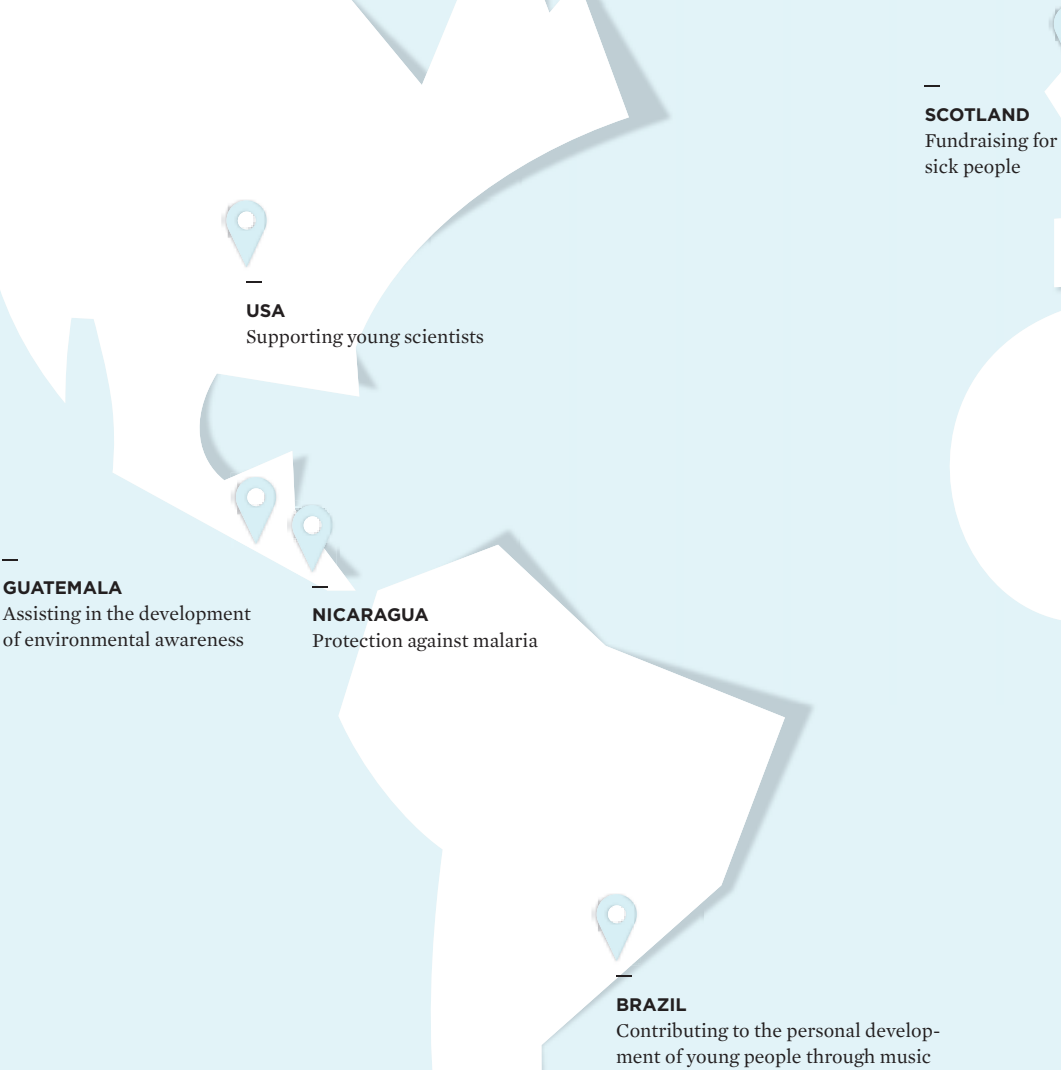 SCOTLAND
Fundraising for
sick people
USA
Supporting young scientists
GUATEMALA
Assisting in the development
of environmental awareness
NICARAGUA
Protection against malaria
BRAZIL
Contributing to the personal develop-
ment of young people through music